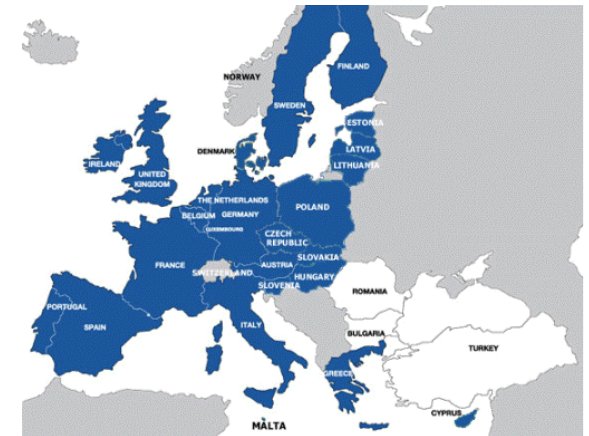 NORWAY
FINLAND
SWEDEN
ESTONIA
LATVIA
LITHUANIA
DENMARK
IRELAND
UNITED
KINGDOM
THE NETHERLANDS
BELGIUM
GERMANY
LUXEMBOURG
POLAND
CZECH
REPUBLIC
SLOVAKIA
FRANCE
AUSTRIA
SWITZERLAND
HUNGARY
SLOVENIA
ROMANIA
PORTUGAL
SPAIN
ITALY
BULGARIA
TURKEY
GREECE
CYPRUS
MALTA